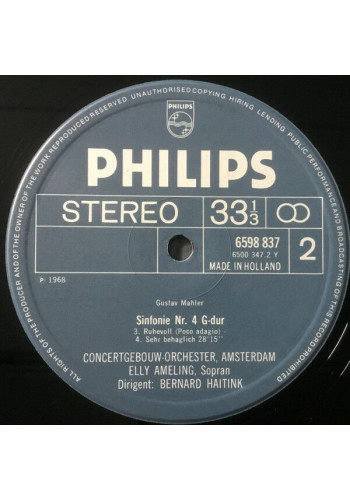 ALL RIGHTS OF THE PRODUCER AND OF THE OWNER OF THE WORK REPRODUCED RESERVED UNAUTHORISED COPYING HIRING LENDING PUBLIC PERFORMANCE AND BROADCASTING OF THIS RECORD PROHIBITED
PHILIPS
PHILIPS
STEREO 33 1/3
6598 837
6500 347.2 Y
MADE IN HOLLAND
2
P: 1968
Gustav Mahler
Sinfonie Nr. 4 G-dur
3. Ruhevoll (Poco adagio) -
4. Sehr behaglich 28'15''
CONCERTGEBOUW-ORCHESTER, AMSTERDAM
ELLY AMELING, Sopran
Dirigent: BERNARD HAITINK